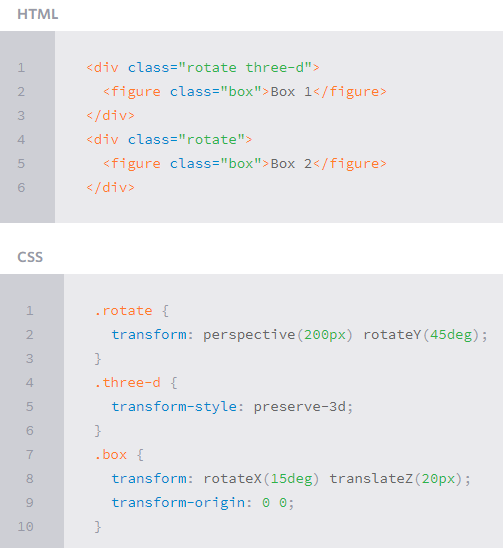 HTML
1 <div class="rotate three-d">
2   <figure class="box">Box 1</figure>
3 </div>
4 <div class="rotate">
5   <figure class="box">Box 2</figure>
6 </div>
CSS
1 .rotate {
2   transform: perspective(200px) rotateY(45deg);
3 }
4 .three-d {
5   transform-style: preserve-3d;
6 }
7 .box {
8   transform: rotateX(15deg) translateZ(20px);
9   transform-origin: 0 0;
10 }